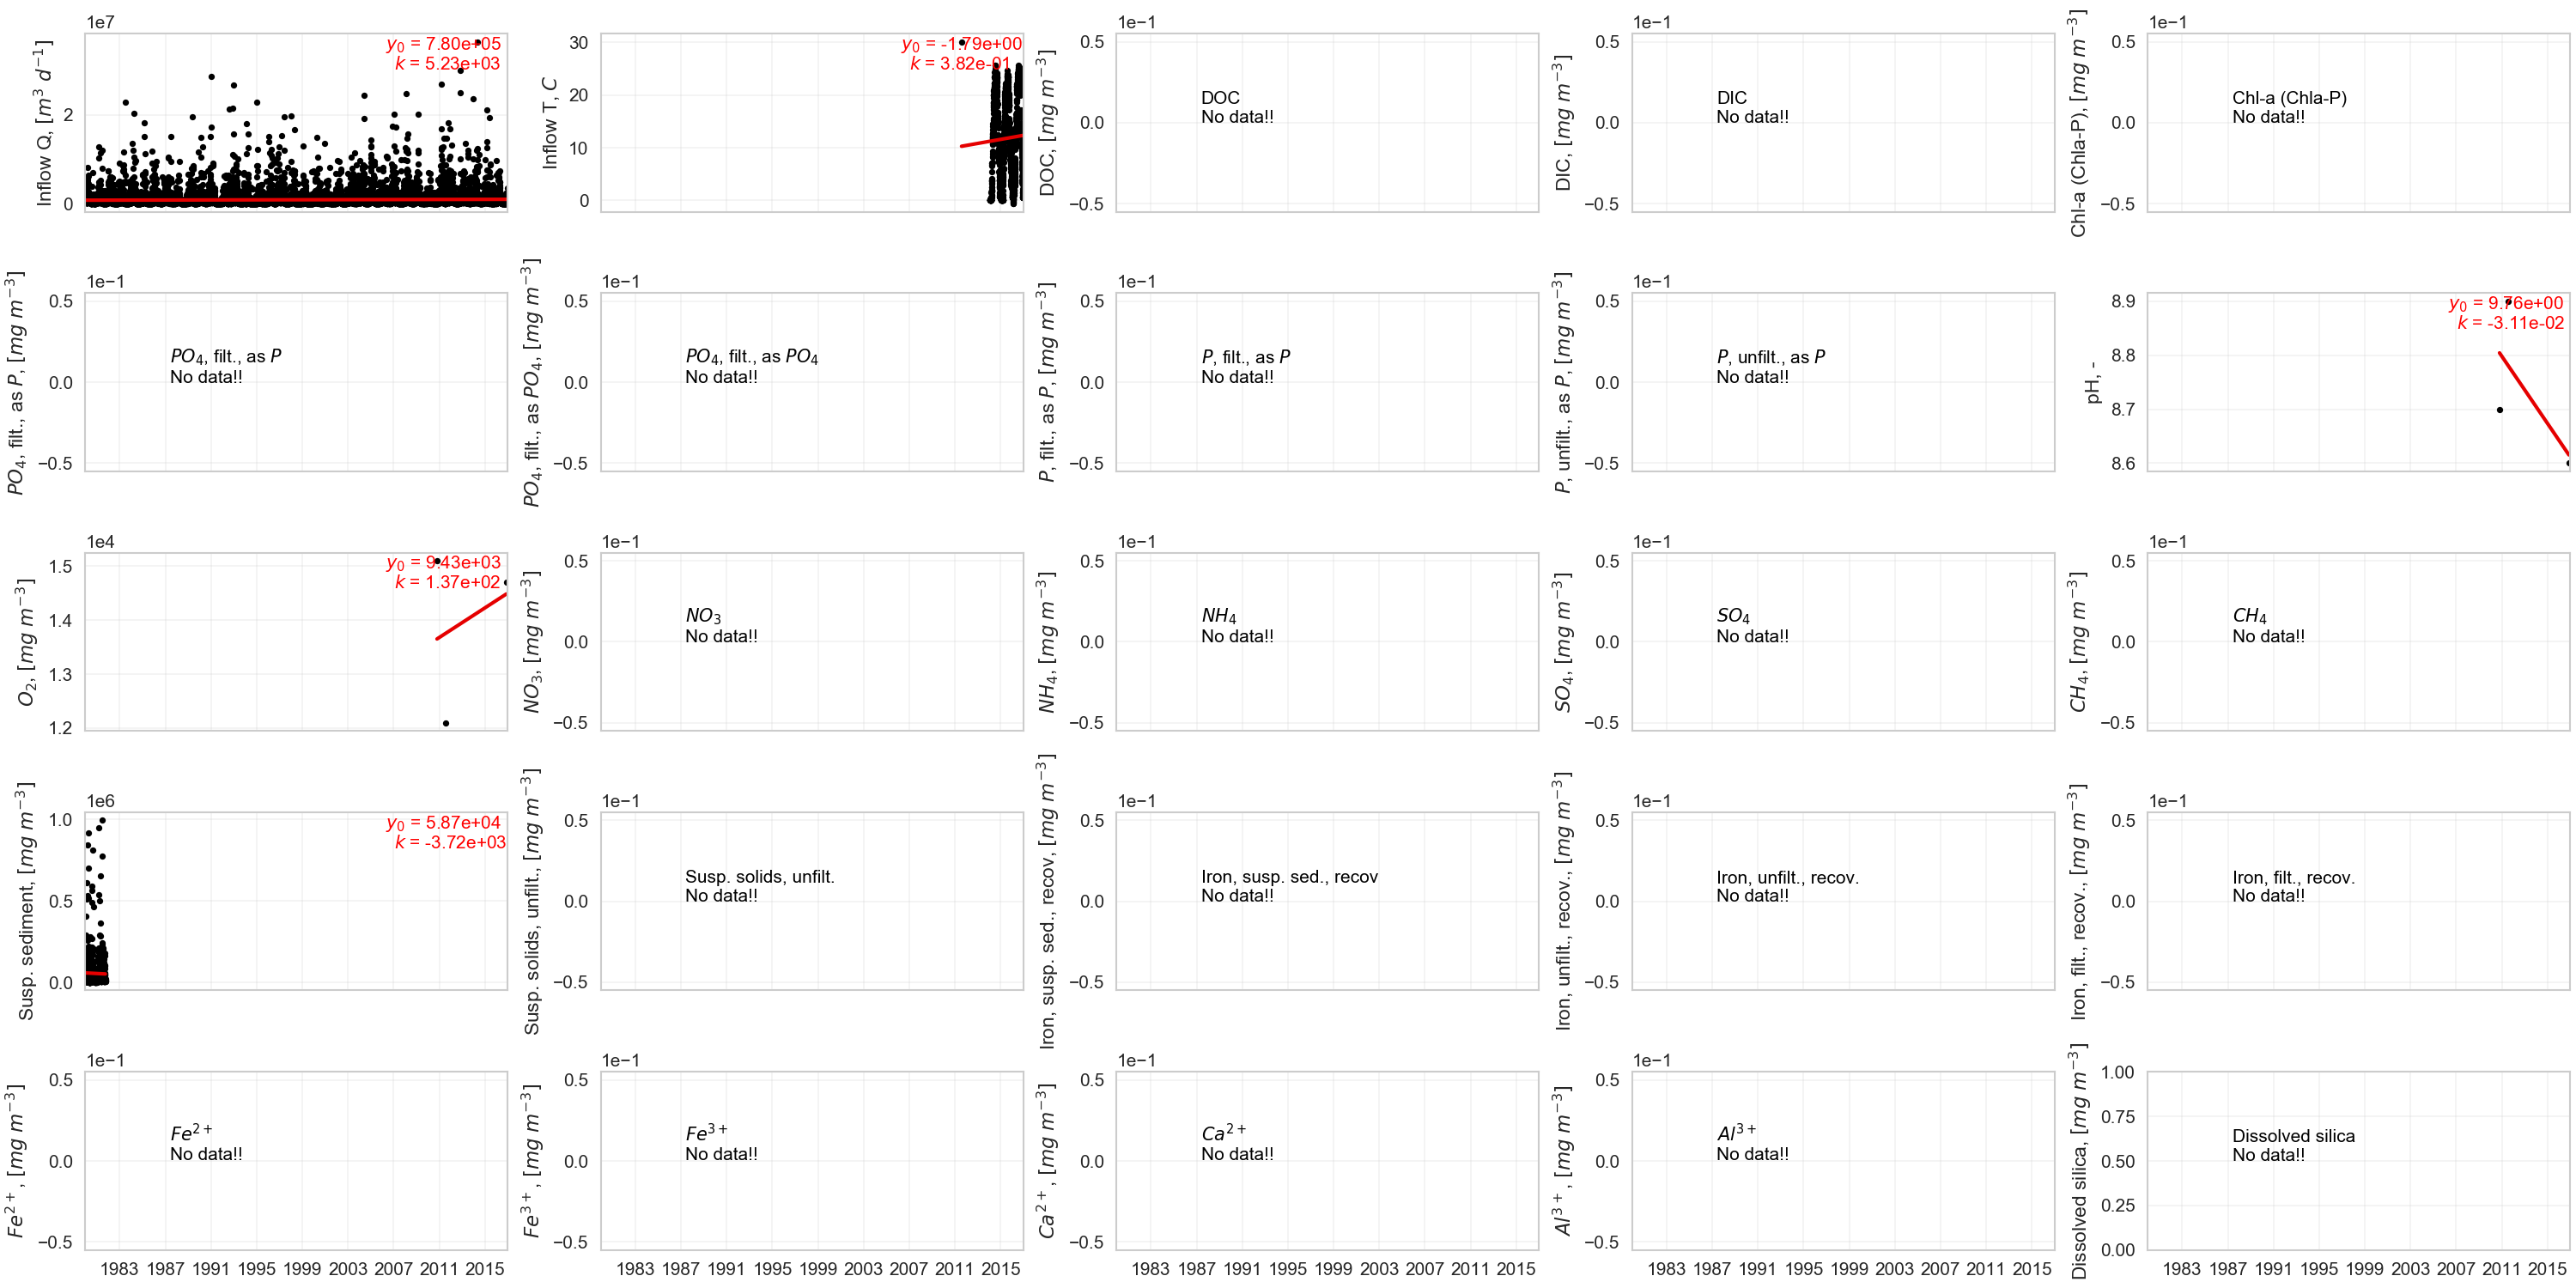 1e7
Inflow Q, [m³ d⁻¹]
2
0
y₀ = 7.80e+05
k = 5.23e+03
Inflow T, C
30
20
10
0
y₀ = -1.79e+00
k = 3.82e-01
1e−1
DOC, [mg m⁻³]
0.5
0.0
−0.5
DOC
No data!!
1e−1
DIC, [mg m⁻³]
0.5
0.0
−0.5
DIC
No data!!
1e−1
Chl-a (Chla-P), [mg m⁻³]
0.5
0.0
−0.5
Chl-a (Chla-P)
No data!!
1e−1
PO₄, filt., as P, [mg m⁻³]
0.5
0.0
−0.5
PO₄, filt., as P
No data!!
1e−1
PO₄, filt., as PO₄, [mg m⁻³]
0.5
0.0
−0.5
PO₄, filt., as PO₄
No data!!
1e−1
P, filt., as P, [mg m⁻³]
0.5
0.0
−0.5
P, filt., as P
No data!!
1e−1
P, unfilt., as P, [mg m⁻³]
0.5
0.0
−0.5
P, unfilt., as P
No data!!
pH, -
8.9
8.8
8.7
8.6
y₀ = 9.76e+00
k = -3.11e-02
1e4
O₂, [mg m⁻³]
1.5
1.4
1.3
1.2
y₀ = 9.43e+03
k = 1.37e+02
1e−1
NO₃, [mg m⁻³]
0.5
0.0
−0.5
NO₃
No data!!
1e−1
NH₄, [mg m⁻³]
0.5
0.0
−0.5
NH₄
No data!!
1e−1
SO₄, [mg m⁻³]
0.5
0.0
−0.5
SO₄
No data!!
1e−1
CH₄, [mg m⁻³]
0.5
0.0
−0.5
CH₄
No data!!
1e6
Susp. sediment, [mg m⁻³]
1.0
0.5
0.0
y₀ = 5.87e+04
k = -3.72e+03
1e−1
Susp. solids, unfilt., [mg m⁻³]
0.5
0.0
−0.5
Susp. solids, unfilt.
No data!!
1e−1
Iron, susp. sed., recov, [mg m⁻³]
0.5
0.0
−0.5
Iron, susp. sed., recov
No data!!
1e−1
Iron, unfilt., recov., [mg m⁻³]
0.5
0.0
−0.5
Iron, unfilt., recov.
No data!!
1e−1
Iron, filt., recov., [mg m⁻³]
0.5
0.0
−0.5
Iron, filt., recov.
No data!!
1e−1
Fe²⁺, [mg m⁻³]
0.5
0.0
−0.5
Fe²⁺
No data!!
1983 1987 1991 1995 1999 2003 2007 2011 2015
1e−1
Fe³⁺, [mg m⁻³]
0.5
0.0
−0.5
Fe³⁺
No data!!
1983 1987 1991 1995 1999 2003 2007 2011 2015
1e−1
Ca²⁺, [mg m⁻³]
0.5
0.0
−0.5
Ca²⁺
No data!!
1983 1987 1991 1995 1999 2003 2007 2011 2015
1e−1
Al³⁺, [mg m⁻³]
0.5
0.0
−0.5
Al³⁺
No data!!
1983 1987 1991 1995 1999 2003 2007 2011 2015
Dissolved silica, [mg m⁻³]
1.00
0.75
0.50
0.25
0.00
Dissolved silica
No data!!
1983 1987 1991 1995 1999 2003 2007 2011 2015